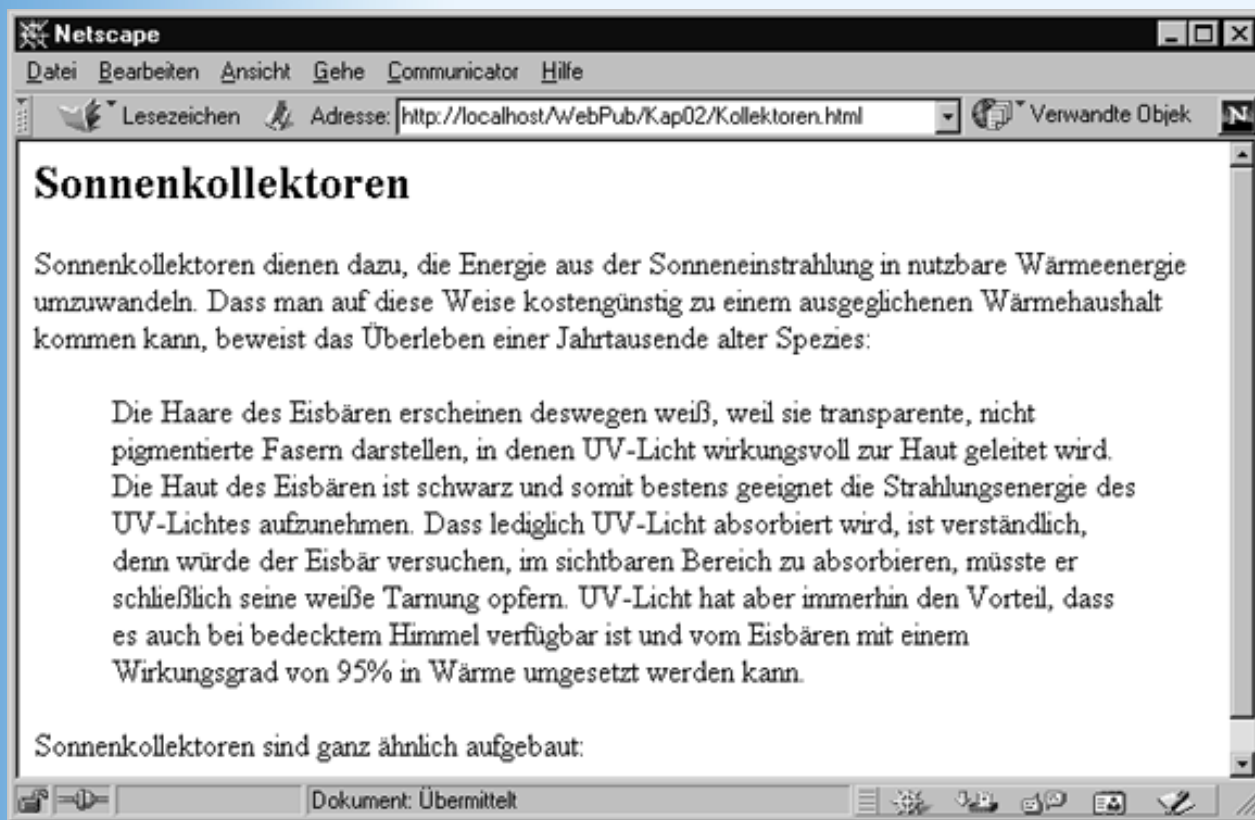 Netscape
Datei Bearbeiten Ansicht Gehe Communicator Hilfe
Lesezeichen Adresse: http://localhost/WebPub/Kap02/Kollektoren.html Verwandte Objek N
Sonnenkollektoren
Sonnenkollektoren dienen dazu, die Energie aus der Sonneneinstrahlung in nutzbare Wärmeenergie
umzuwandeln. Dass man auf diese Weise kostengünstig zu einem ausgeglichenen Wärmehaushalt
kommen kann, beweist das Überleben einer Jahrtausende alter Spezies:
Die Haare des Eisbären erscheinen deswegen weiß, weil sie transparente, nicht
pigmentierte Fasern darstellen, in denen UV-Licht wirkungsvoll zur Haut geleitet wird.
Die Haut des Eisbären ist schwarz und somit bestens geeignet die Strahlungsenergie des
UV-Lichtes aufzunehmen. Dass lediglich UV-Licht absorbiert wird, ist verständlich,
denn würde der Eisbär versuchen, im sichtbaren Bereich zu absorbieren, müsste er
schließlich seine weiße Tarnung opfern. UV-Licht hat aber immerhin den Vorteil, dass
es auch bei bedecktem Himmel verfügbar ist und vom Eisbären mit einem
Wirkungsgrad von 95% in Wärme umgesetzt werden kann.
Sonnenkollektoren sind ganz ähnlich aufgebaut:
Dokument: Übermittelt